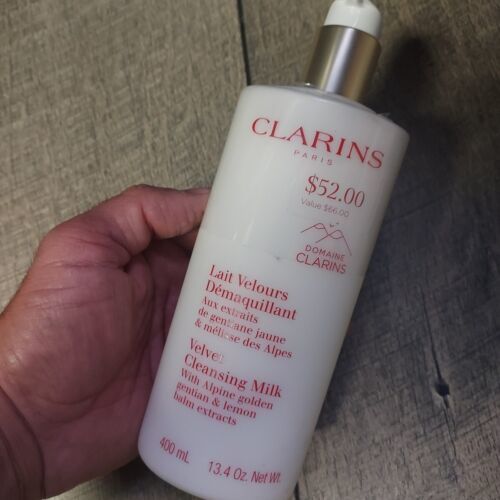 CLARINS
PARIS
$52.00
Value $66.00
DOMAINE
CLARINS
Lait Velours
Démaquillant
Aux extraits
de gentiane jaune
& mélisse des Alpes
Velvet
Cleansing Milk
With Alpine golden
gentian & lemon
balm extracts
400 mL 13.4 Oz. Net Wt.